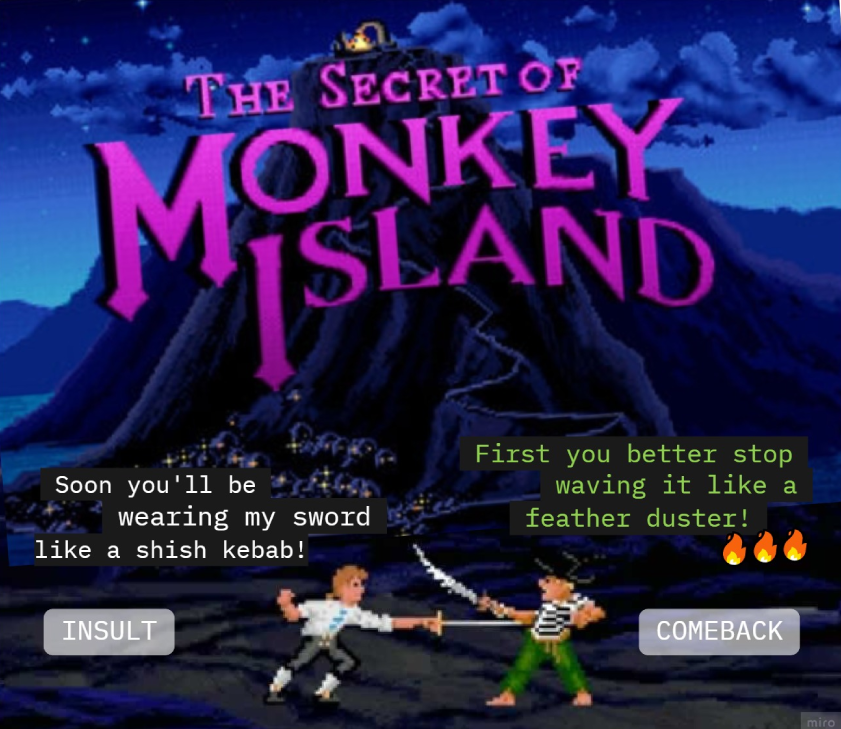 THE SECRET OF
MONKEY
ISLAND
Soon you'll be
wearing my sword
like a shish kebab!
First you better stop
waving it like a
feather duster!
🔥🔥🔥
INSULT
COMEBACK
miro